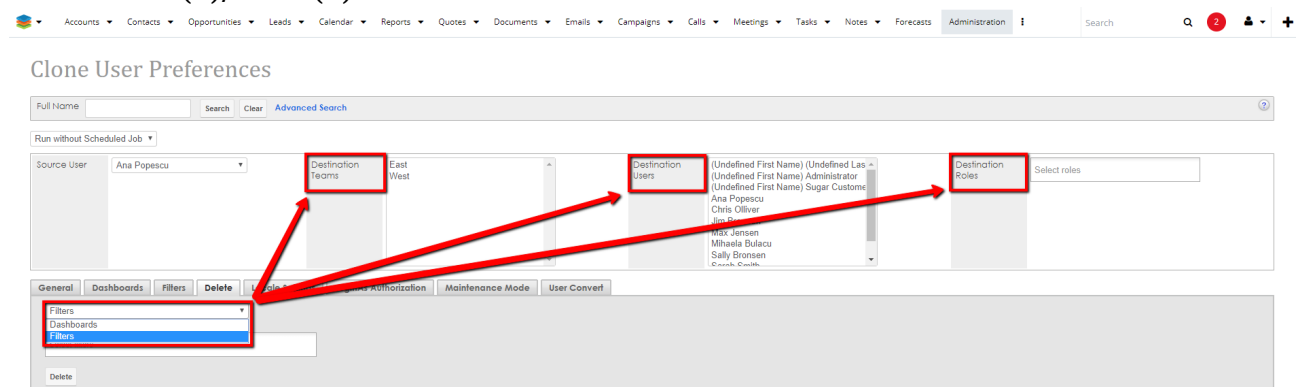 Accounts Contacts Opportunities Leads Calendar Reports Quotes Documents Emails Campaigns Calls Meetings Tasks Notes Forecasts Administration Search 2
Clone User Preferences
Full Name Search Clear Advanced Search ?
Run without Scheduled Job
Source User Ana Popescu
Destination Teams
East
West
Destination Users
(Undefined First Name) (Undefined Las
(Undefined First Name) Administrator
(Undefined First Name) Sugar Custome
Ana Popescu
Chris Olliver
Max Jensen
Mihaela Bulacu
Sally Bronsen
Sarah Smith
Destination Roles
Select roles
General Dashboards Filters Delete Authorization Maintenance Mode User Convert
Filters
Dashboards
Filters
Delete